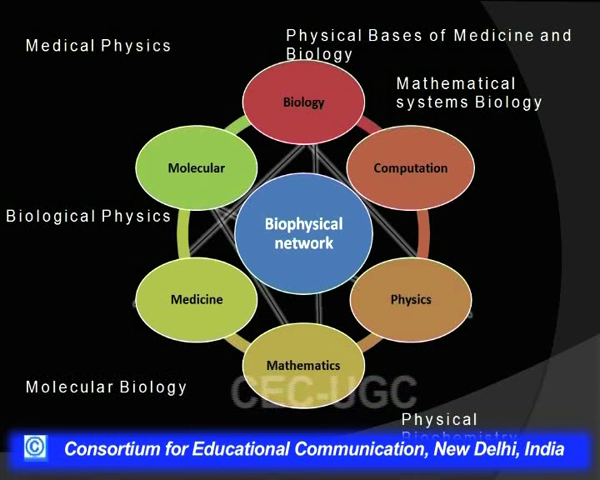 Medical Physics
Physical Bases of Medicine and
Biology
Mathematical
systems Biology
Biology
Molecular
Computation
Biological Physics
Biophysical
network
Medicine
Physics
Mathematics
CEC-UGC
Molecular Biology
Physical
Biochemistry
© Consortium for Educational Communication, New Delhi, India